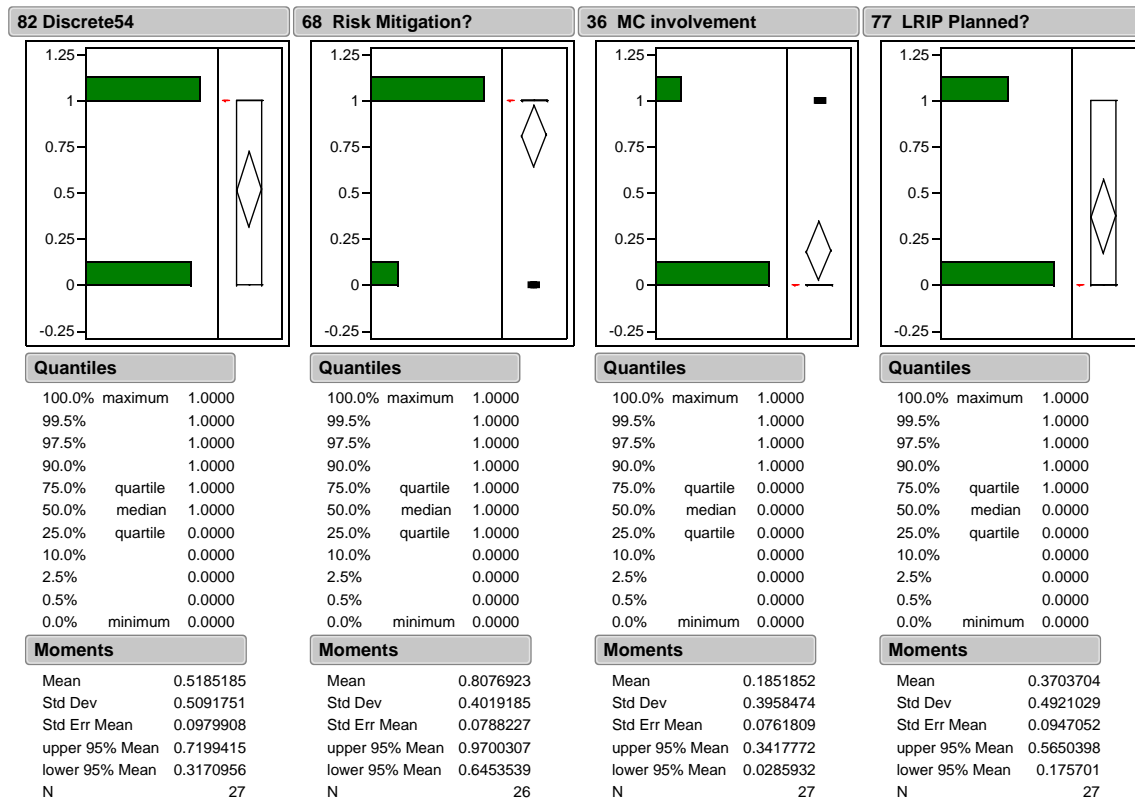 82 Discrete54
1.25
1
0.75
0.5
0.25
0
-0.25
Quantiles
100.0% maximum 1.0000
99.5% 1.0000
97.5% 1.0000
90.0% 1.0000
75.0% quartile 1.0000
50.0% median 1.0000
25.0% quartile 0.0000
10.0% 0.0000
2.5% 0.0000
0.5% 0.0000
0.0% minimum 0.0000
Moments
Mean 0.5185185
Std Dev 0.5091751
Std Err Mean 0.0979908
upper 95% Mean 0.7199415
lower 95% Mean 0.3170956
N 27
68 Risk Mitigation?
1.25
1
0.75
0.5
0.25
0
-0.25
Quantiles
100.0% maximum 1.0000
99.5% 1.0000
97.5% 1.0000
90.0% 1.0000
75.0% quartile 1.0000
50.0% median 1.0000
25.0% quartile 1.0000
10.0% 0.0000
2.5% 0.0000
0.5% 0.0000
0.0% minimum 0.0000
Moments
Mean 0.8076923
Std Dev 0.4019185
Std Err Mean 0.0788227
upper 95% Mean 0.9700307
lower 95% Mean 0.6453539
N 26
36 MC involvement
1.25
1
0.75
0.5
0.25
0
-0.25
Quantiles
100.0% maximum 1.0000
99.5% 1.0000
97.5% 1.0000
90.0% 1.0000
75.0% quartile 0.0000
50.0% median 0.0000
25.0% quartile 0.0000
10.0% 0.0000
2.5% 0.0000
0.5% 0.0000
0.0% minimum 0.0000
Moments
Mean 0.1851852
Std Dev 0.3958474
Std Err Mean 0.0761809
upper 95% Mean 0.3417772
lower 95% Mean 0.0285932
N 27
77 LRIP Planned?
1.25
1
0.75
0.5
0.25
0
-0.25
Quantiles
100.0% maximum 1.0000
99.5% 1.0000
97.5% 1.0000
90.0% 1.0000
75.0% quartile 1.0000
50.0% median 0.0000
25.0% quartile 0.0000
10.0% 0.0000
2.5% 0.0000
0.5% 0.0000
0.0% minimum 0.0000
Moments
Mean 0.3703704
Std Dev 0.4921029
Std Err Mean 0.0947052
upper 95% Mean 0.5650398
lower 95% Mean 0.175701
N 27